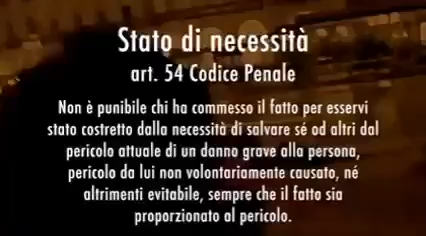 Stato di necessità
art. 54 Codice Penale
Non è punibile chi ha commesso il fatto per esservi
stato costretto dalla necessità di salvare sé od altri dal
pericolo attuale di un danno grave alla persona,
pericolo da lui non volontariamente causato, né
altrimenti evitabile, sempre che il fatto sia
proporzionato al pericolo.